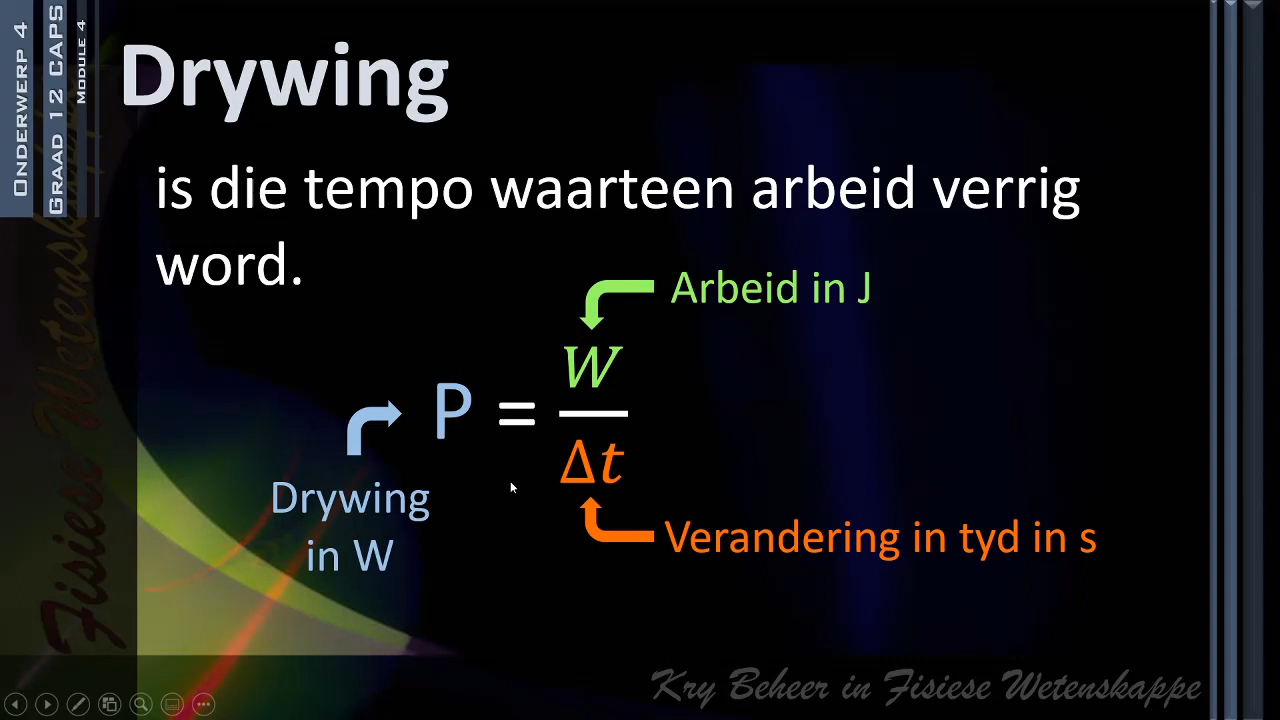 ONDERWERP 4
GRAAD 12 CAPS
MODULE 4
Drywing
is die tempo waarteen arbeid verrig
word.
Arbeid in J
P = W/Δt
Drywing
in W
Verandering in tyd in s
Fisiese Wetenskappe
Kry Beheer in Fisiese Wetenskappe